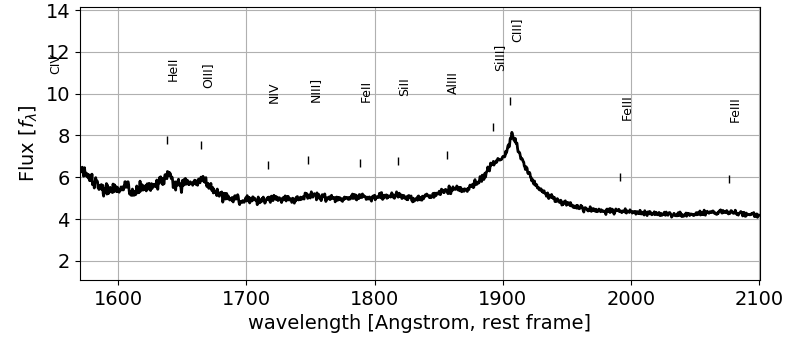 14
12
10
8
6
4
2
Flux [fλ]
CIV
HeII
OIII]
NIV
NIII]
FeII
SiII
AlIII
SiIII]
CIII]
FeIII
FeIII
1600 1700 1800 1900 2000 2100
wavelength [Angstrom, rest frame]